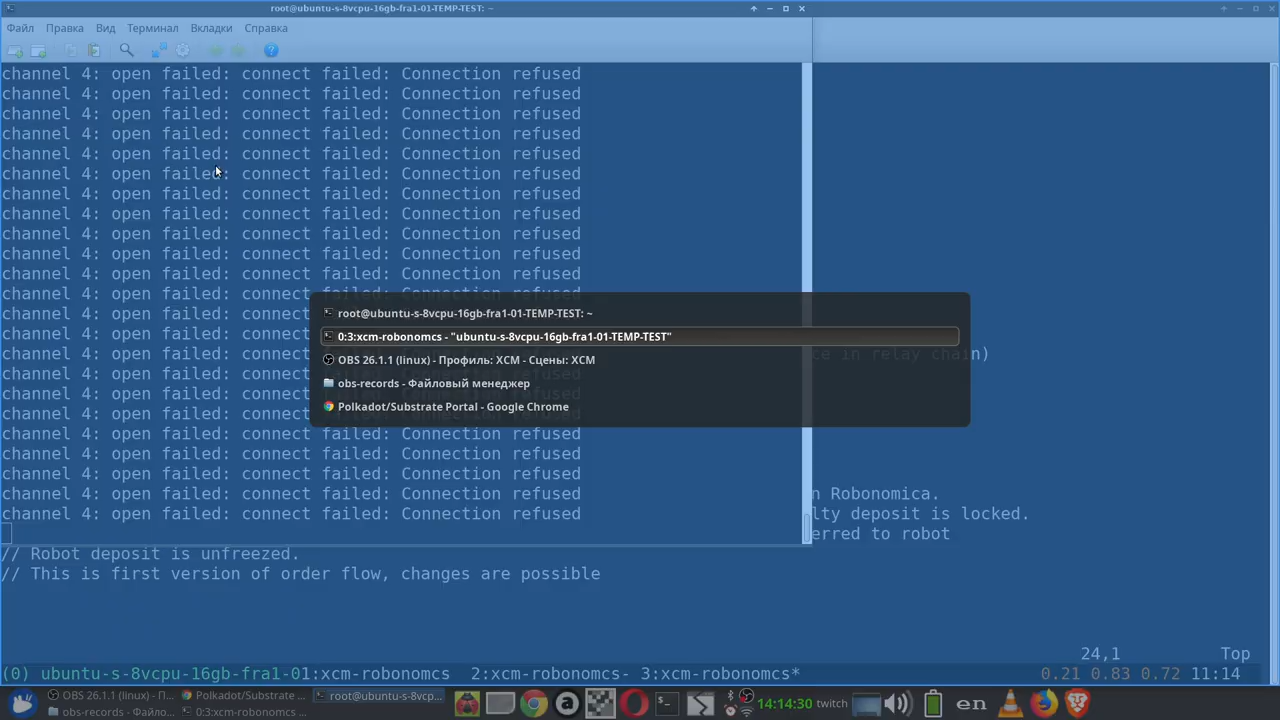 root@ubuntu-s-8vcpu-16gb-fra1-01-TEMP-TEST: ~
Файл Правка Вид Терминал Вкладки Справка
channel 4: open failed: connect failed: Connection refused
channel 4: open failed: connect failed: Connection refused
channel 4: open failed: connect failed: Connection refused
channel 4: open failed: connect failed: Connection refused
channel 4: open failed: connect failed: Connection refused
channel 4: open failed: connect failed: Connection refused
channel 4: open failed: connect failed: Connection refused
channel 4: open failed: connect failed: Connection refused
channel 4: open failed: connect failed: Connection refused
channel 4: open failed: connect failed: Connection refused
channel 4: open failed: connect failed: Connection refused
channel 4: open failed: connect failed: Connection refused
channel 4: open failed:
root@ubuntu-s-8vcpu-16gb-fra1-01-TEMP-TEST: ~
channel 4: open failed:
0:3:xcm-robonomcs - "ubuntu-s-8vcpu-16gb-fra1-01-TEMP-TEST"
channel 4: open failed: ce in relay chain)
OBS 26.1.1 (linux) - Профиль: XCM - Сцены: XCM
channel 4: open failed:
obs-records - Файловый менеджер
channel 4: open failed:
Polkadot/Substrate Portal - Google Chrome
channel 4: open failed:
channel 4: open failed: connect failed: Connection refused
channel 4: open failed: connect failed: Connection refused
channel 4: open failed: connect failed: Connection refused
channel 4: open failed: connect failed: Connection refused n Robonomica.
channel 4: open failed: connect failed: Connection refused lty deposit is locked.
erred to robot
// Robot deposit is unfreezed.
// This is first version of order flow, changes are possible
24,1 Top
(0) ubuntu-s-8vcpu-16gb-fra1-01:xcm-robonomcs 2:xcm-robonomcs- 3:xcm-robonomcs* 0.21 0.83 0.72 11:14
OBS 26.1.1 (linux) - П... Polkadot/Substrate ... root@ubuntu-s-8vcp...
obs-records - Файло... 0:3:xcm-robonomcs ...
14:14:30 twitch en